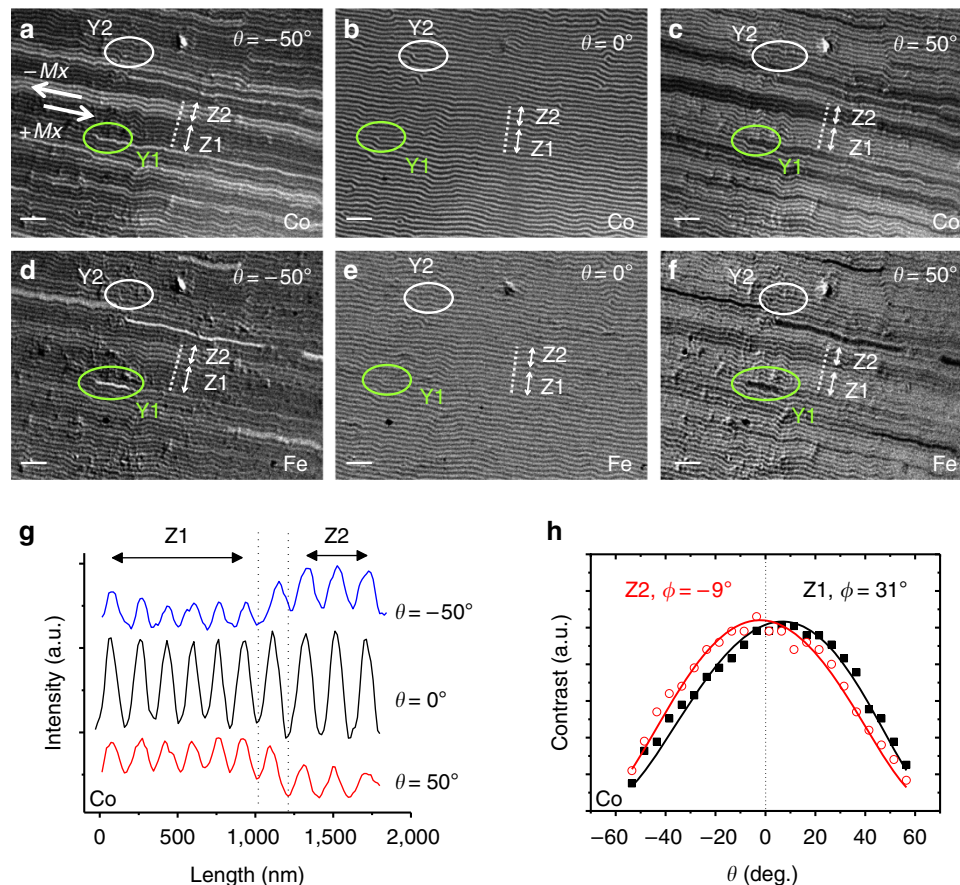 a
Y2
θ = −50°
−Mx
+Mx
Z2
Z1
Y1
Co
b
Y2
θ = 0°
Z2
Z1
Y1
Co
c
Y2
θ = 50°
Z2
Z1
Y1
Co
d
Y2
θ = −50°
Z2
Z1
Y1
Fe
e
Y2
θ = 0°
Z2
Z1
Y1
Fe
f
Y2
θ = 50°
Z2
Z1
Y1
Fe
g
Z1
Z2
θ = −50°
θ = 0°
θ = 50°
Intensity (a.u.)
Co
0
500
1,000
1,500
2,000
Length (nm)
h
Z2, ϕ = −9°
Z1, ϕ = 31°
Contrast (a.u.)
Co
−60
−40
−20
0
20
40
60
θ (deg.)